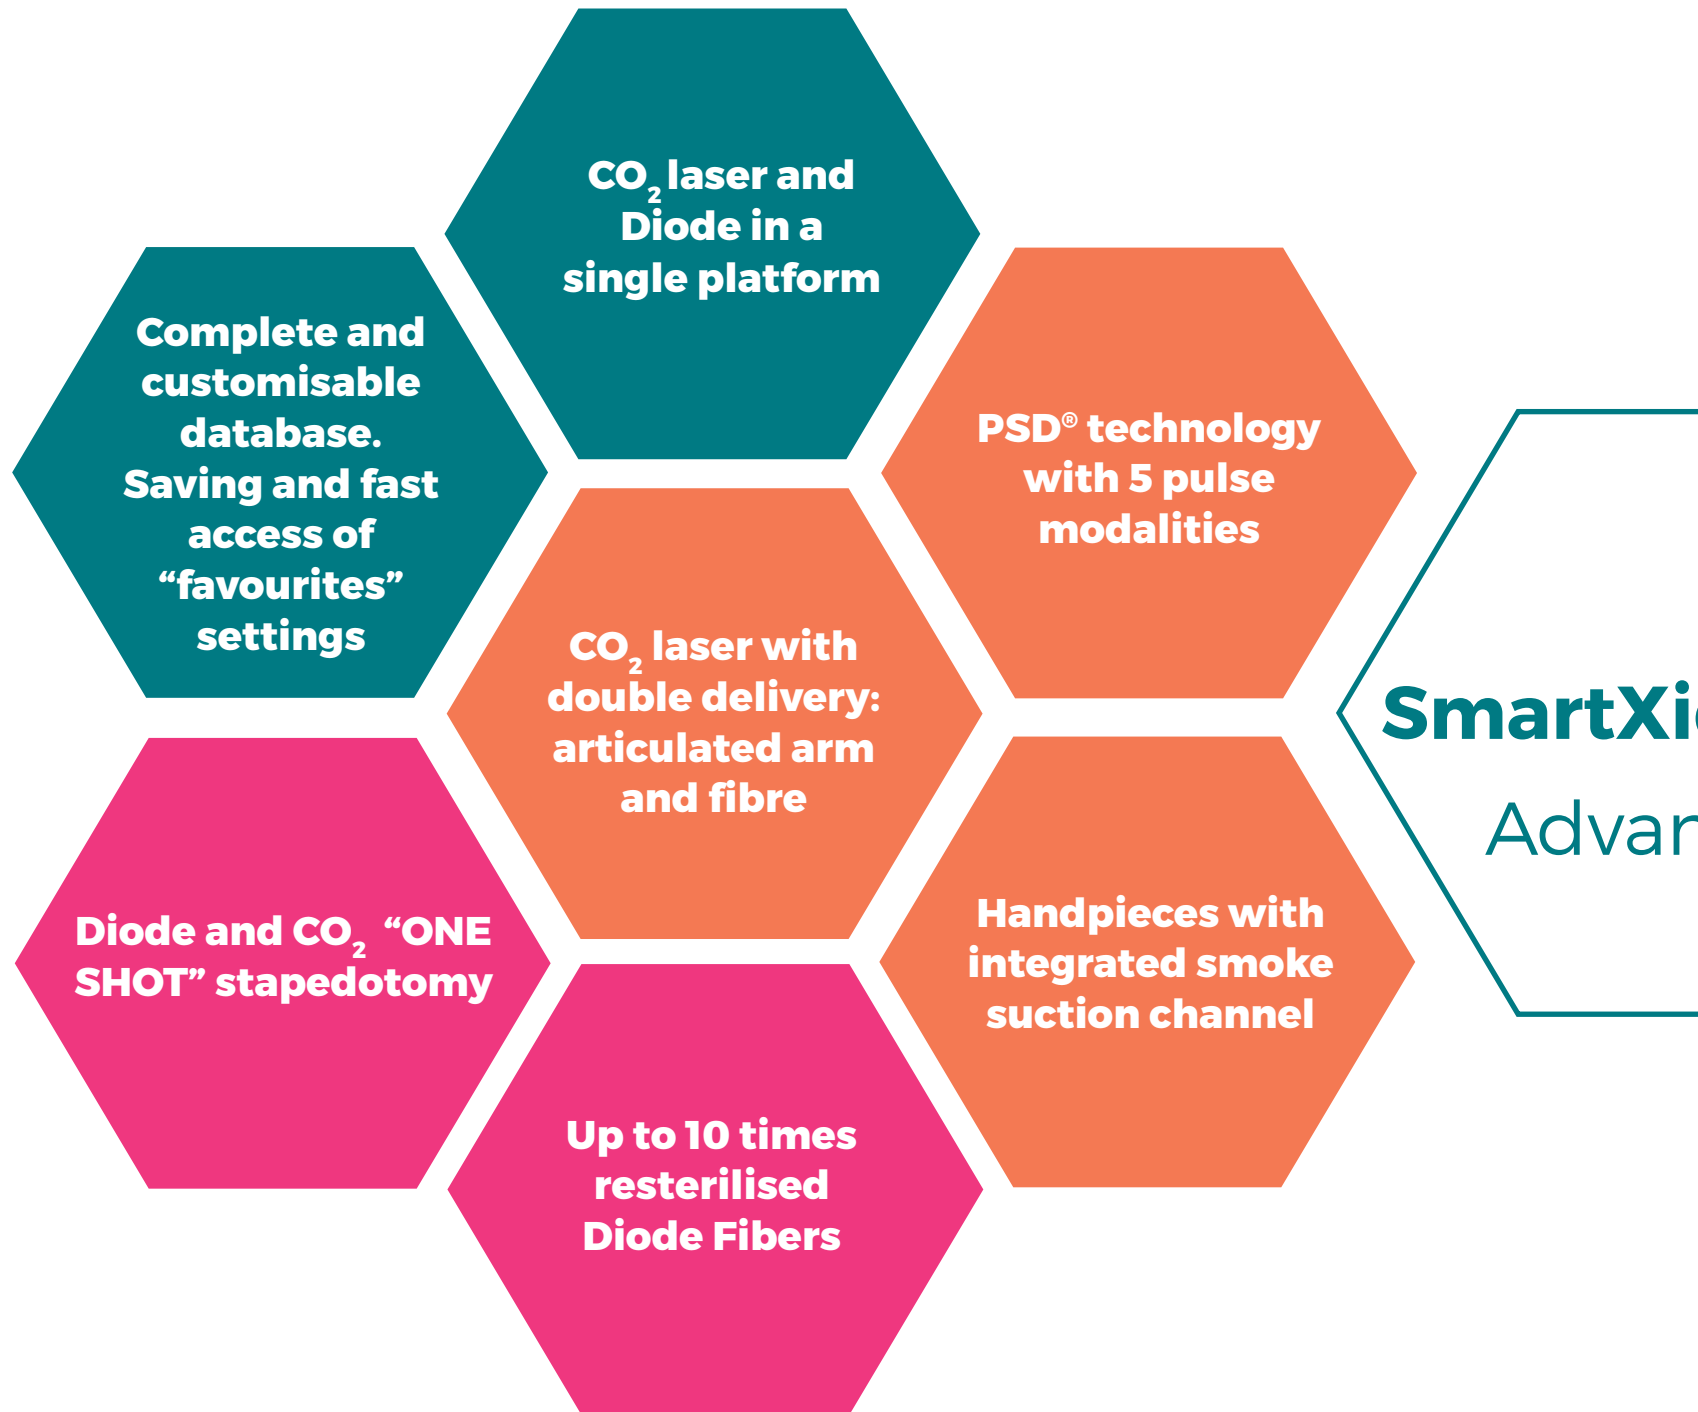 CO₂ laser and
Diode in a
single platform
Complete and
customisable
database.
Saving and fast
access of
“favourites”
settings
PSD® technology
with 5 pulse
modalities
CO₂ laser with
double delivery:
articulated arm
and fibre
Diode and CO₂ “ONE
SHOT” stapedotomy
Handpieces with
integrated smoke
suction channel
Up to 10 times
resterilised
Diode Fibers